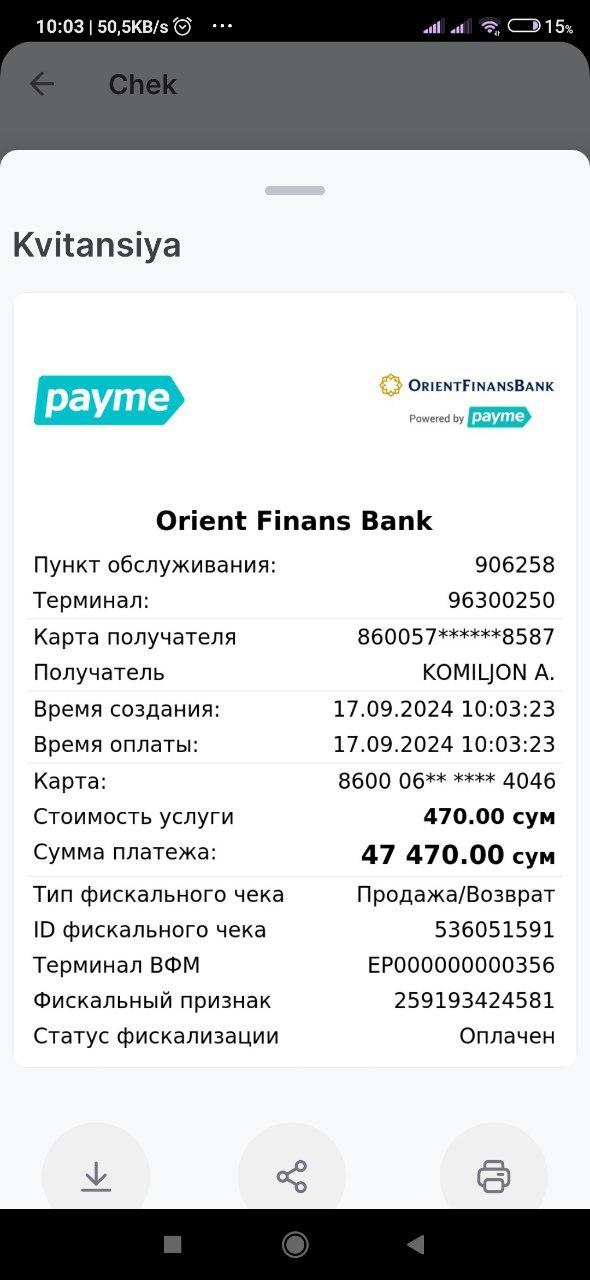 10:03 | 50,5KB/s ... 15%
Chek
Kvitansiya
payme ORIENTFINANSBANK
Powered by payme
Orient Finans Bank
Пункт обслуживания: 906258
Терминал: 96300250
Карта получателя 860057******8587
Получатель KOMILJON A.
Время создания: 17.09.2024 10:03:23
Время оплаты: 17.09.2024 10:03:23
Карта: 8600 06** **** 4046
Стоимость услуги 470.00 сум
Сумма платежа: 47 470.00 сум
Тип фискального чека Продажа/Возврат
ID фискального чека 536051591
Терминал ВФМ EP000000000356
Фискальный признак 259193424581
Статус фискализации Оплачен